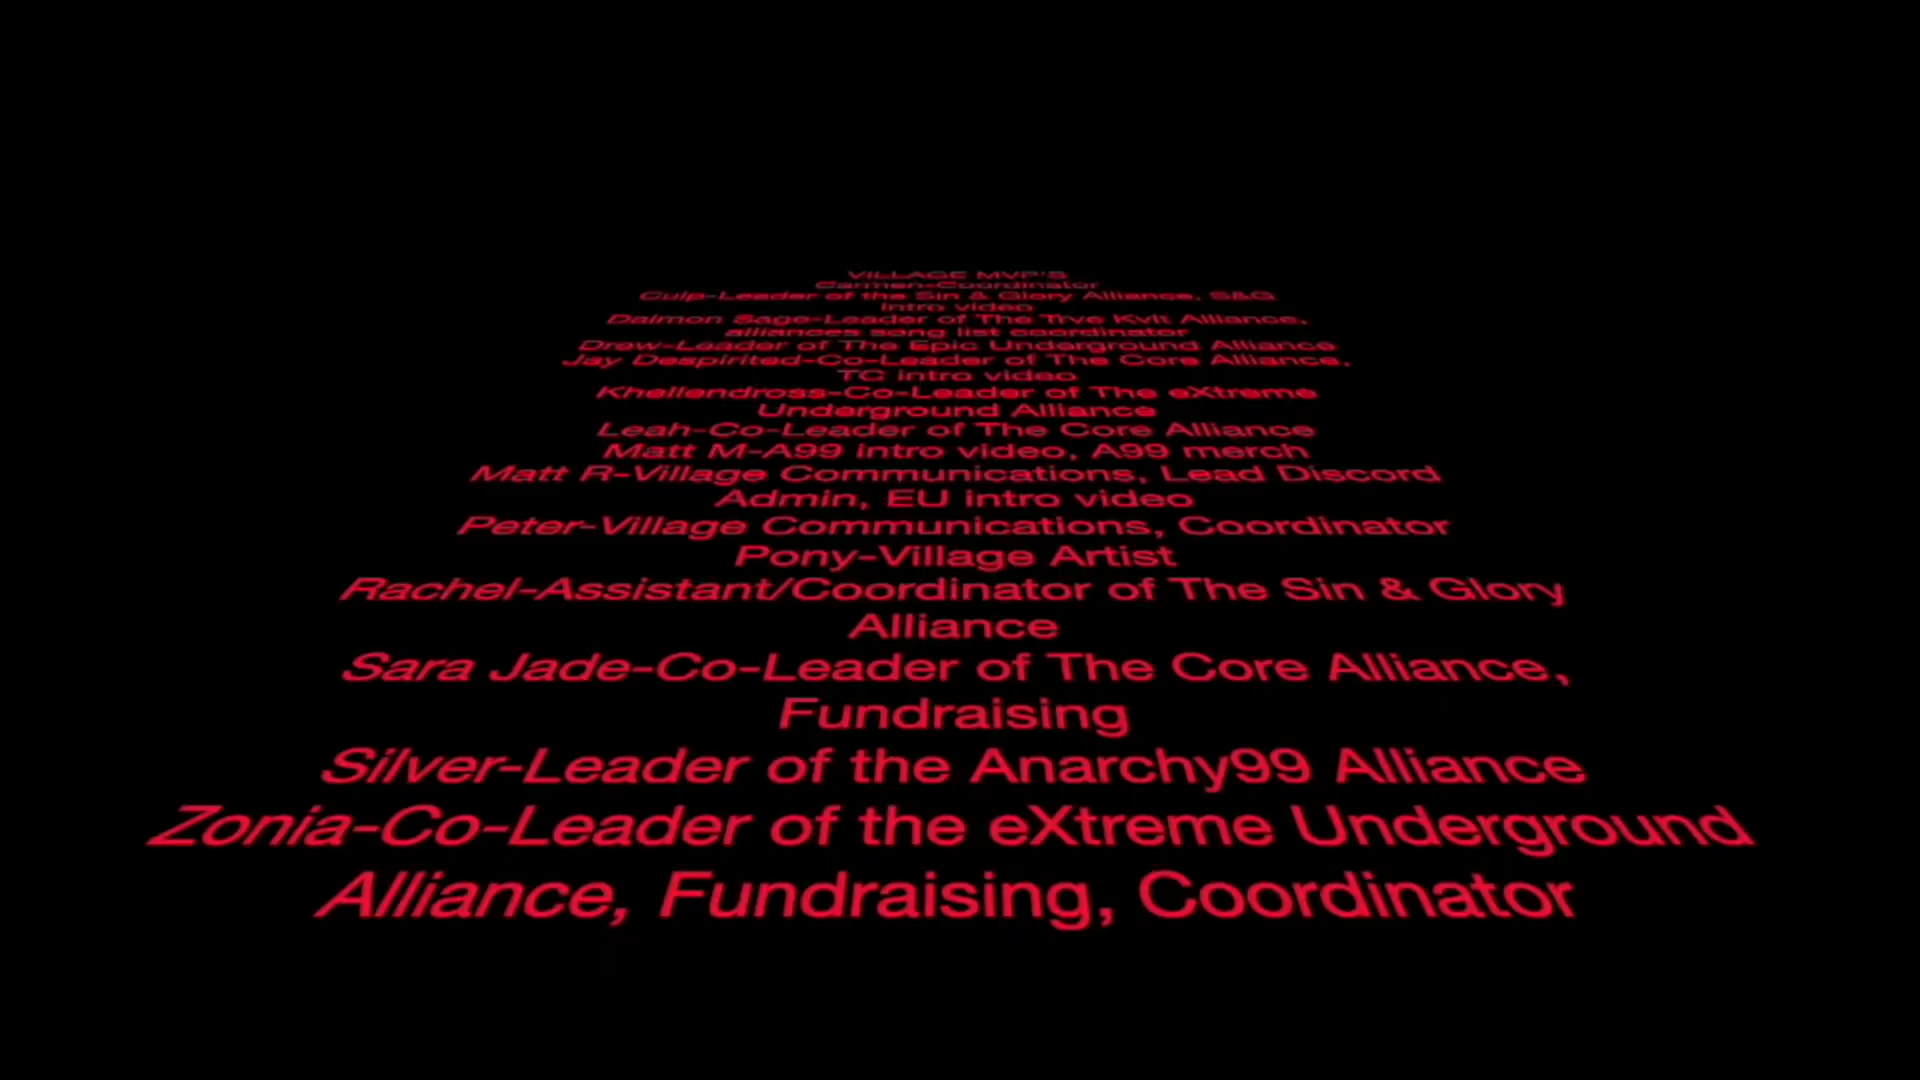 VILLAGE MVP'S
Carmen-Coordinator
Culp-Leader of the Sin & Glory Alliance, S&G
intro video
Daimon Sage-Leader of The Trve Kvlt Alliance,
alliances song list coordinator
Drew-Leader of The Epic Underground Alliance
Jay Despirited-Co-Leader of The Core Alliance,
TC intro video
Khellendross-Co-Leader of The eXtreme
Underground Alliance
Leah-Co-Leader of The Core Alliance
Matt M-A99 intro video, A99 merch
Matt R-Village Communications, Lead Discord
Admin, EU intro video
Peter-Village Communications, Coordinator
Pony-Village Artist
Rachel-Assistant/Coordinator of The Sin & Glory
Alliance
Sara Jade-Co-Leader of The Core Alliance,
Fundraising
Silver-Leader of the Anarchy99 Alliance
Zonia-Co-Leader of the eXtreme Underground
Alliance, Fundraising, Coordinator